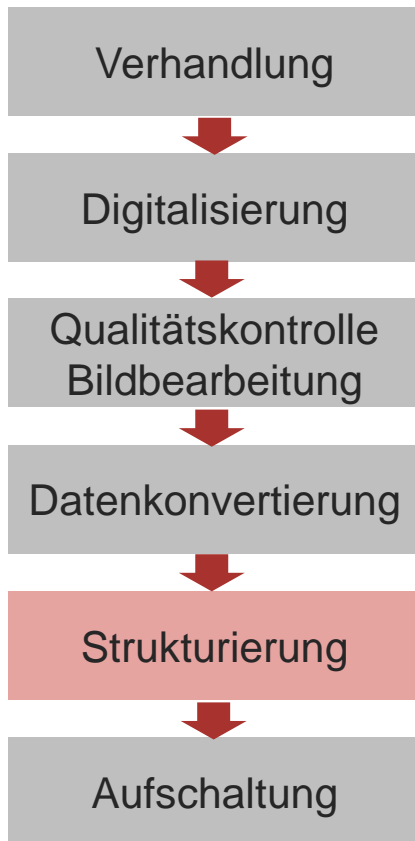 Verhandlung
Digitalisierung
Qualitätskontrolle
Bildbearbeitung
Datenkonvertierung
Strukturierung
Aufschaltung